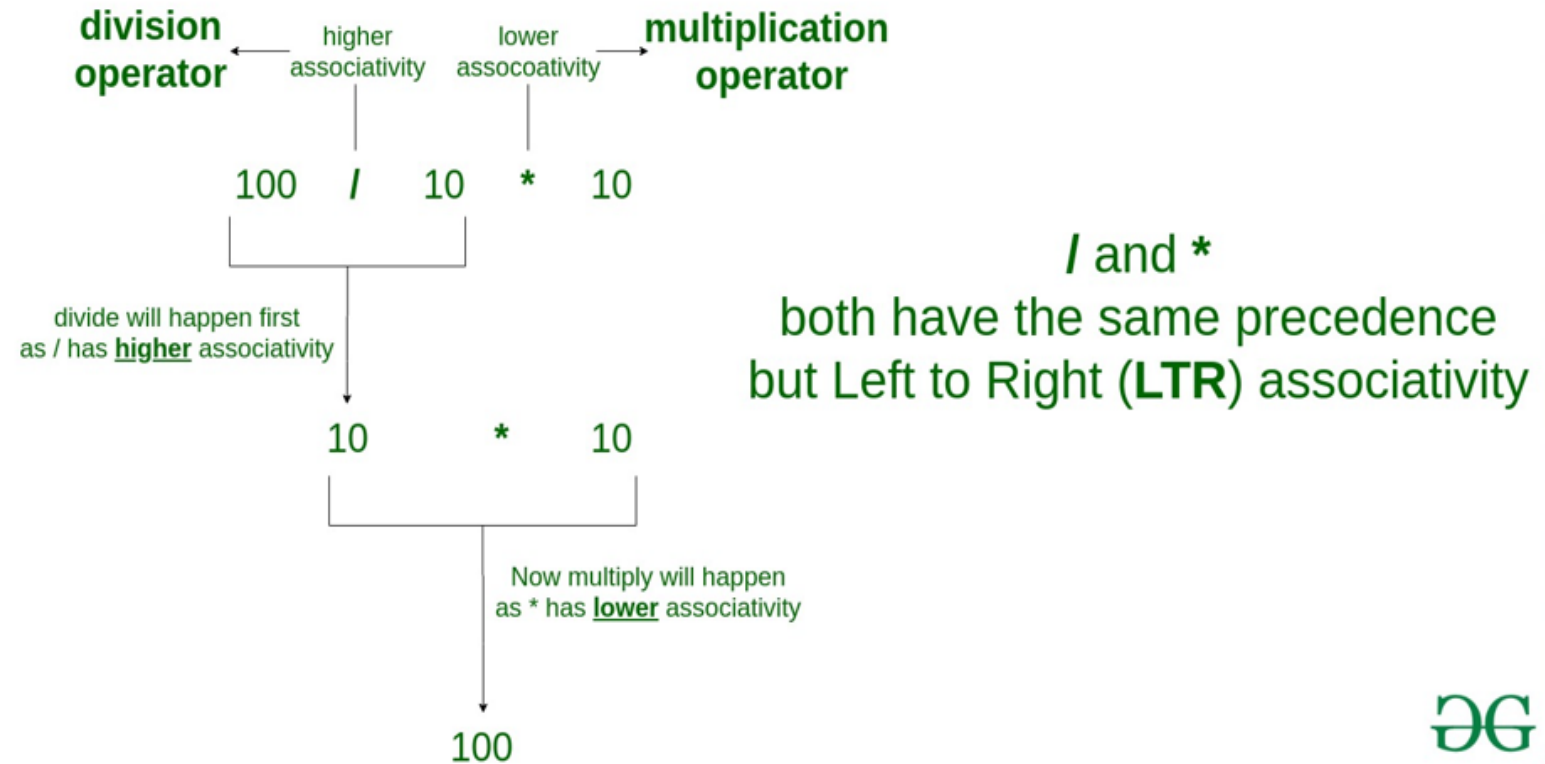 division
operator
higher
associativity
lower
assocoativity
multiplication
operator
100 / 10 * 10
divide will happen first
as / has higher associativity
10 * 10
Now multiply will happen
as * has lower associativity
100
/ and *
both have the same precedence
but Left to Right (LTR) associativity